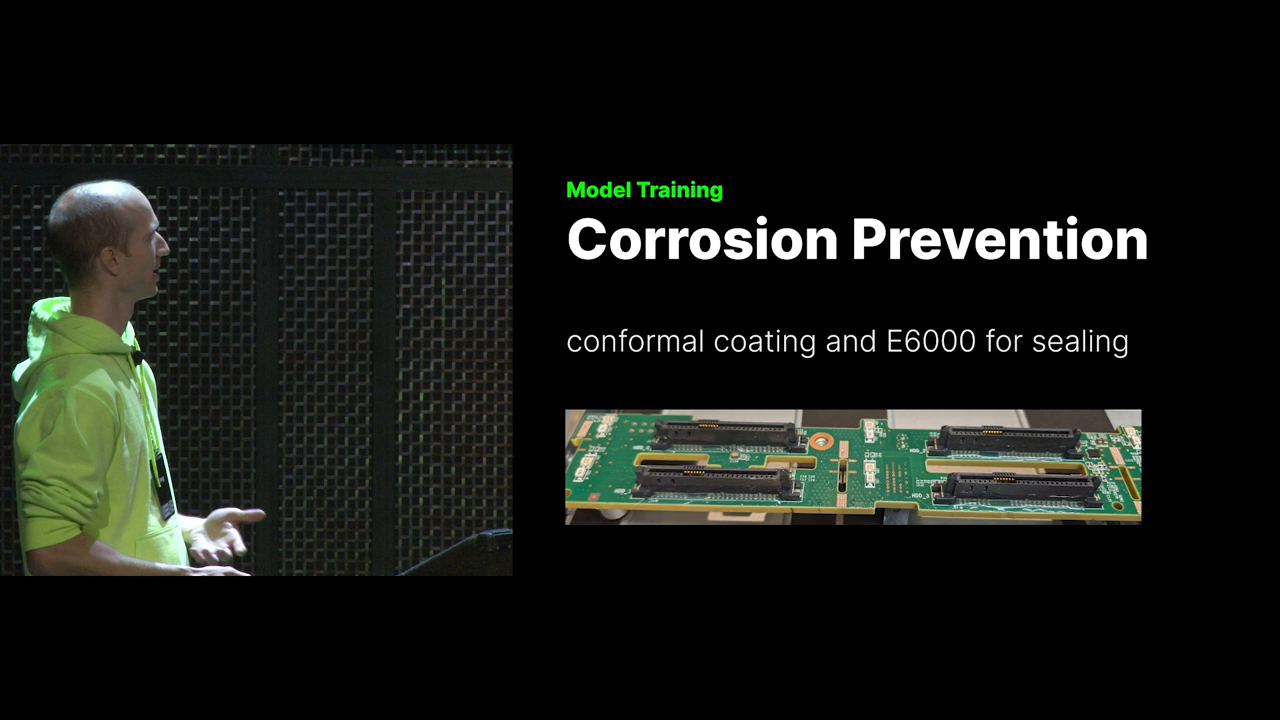 Model Training
Corrosion Prevention
conformal coating and E6000 for sealing